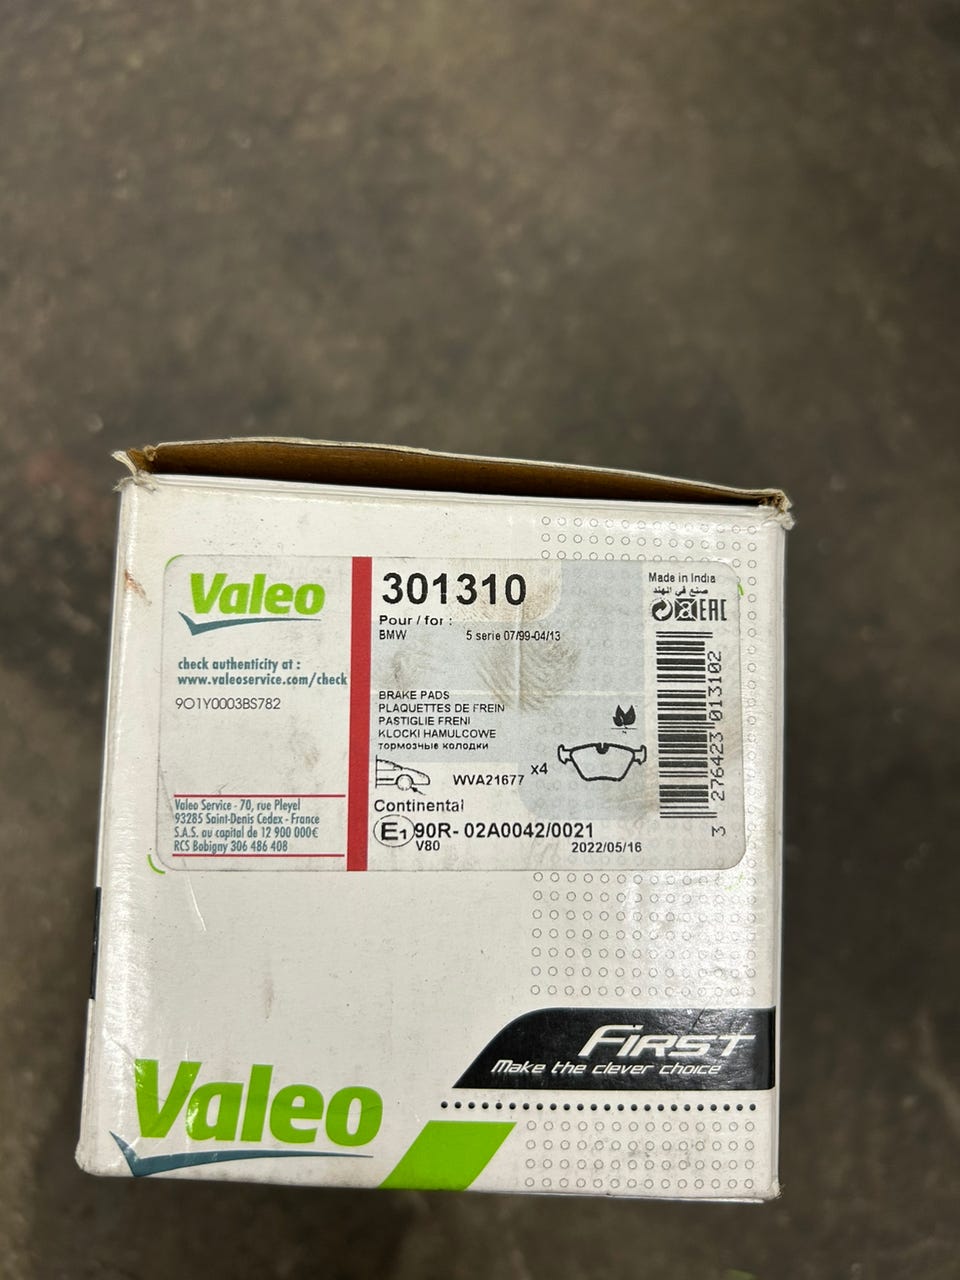 Valeo
check authenticity at :
www.valeoservice.com/check
9O1Y0003BS782
Valeo Service - 70, rue Pleyel
93285 Saint-Denis Cedex - France
S.A.S. au capital de 12 900 000€
RCS Bobigny 306 486 408
301310
Pour / for :
BMW 5 serie 07/99-04/13
BRAKE PADS
PLAQUETTES DE FREIN
PASTIGLIE FRENI
KLOCKI HAMULCOWE
тормозные колодки
WVA21677 x4
Continental
E1 90R- 02A0042/0021
V80 2022/05/16
Made in India
صنع في الهند
EAC
3 276423 013102
FIRST
Make the clever choice
Valeo